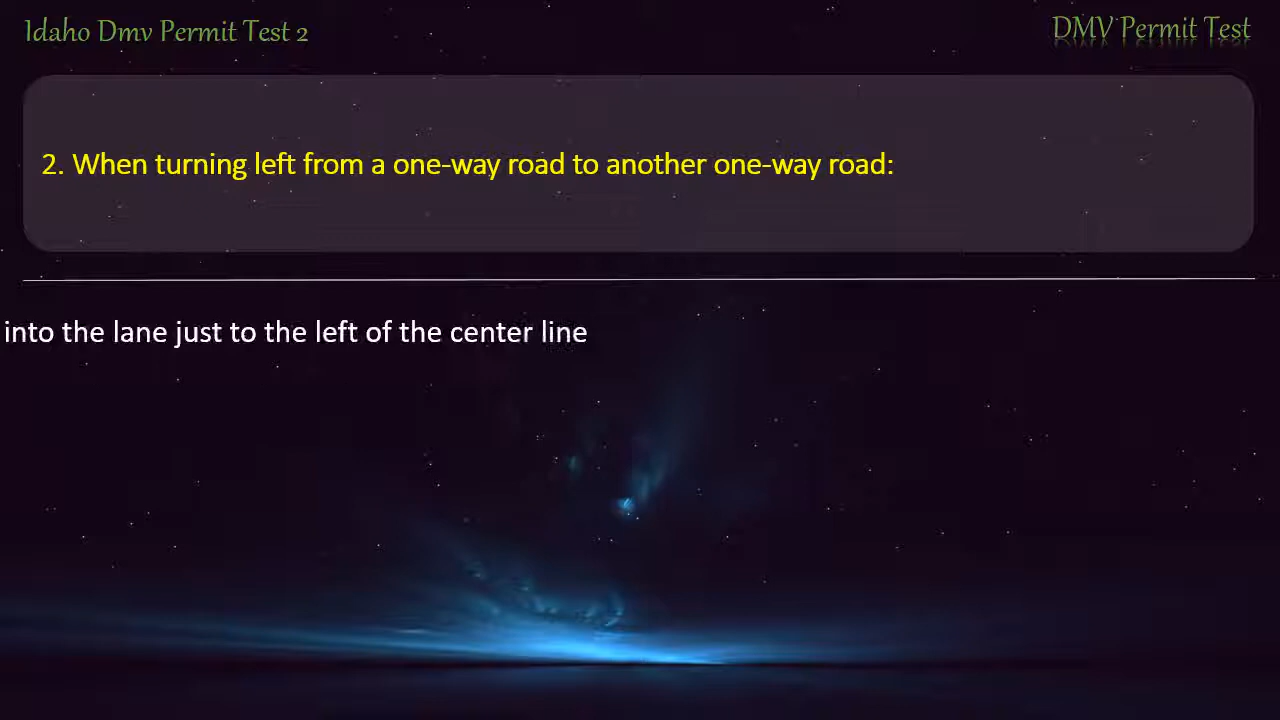 Idaho Dmv Permit Test 2
DMV Permit Test
2. When turning left from a one-way road to another one-way road:
into the lane just to the left of the center line